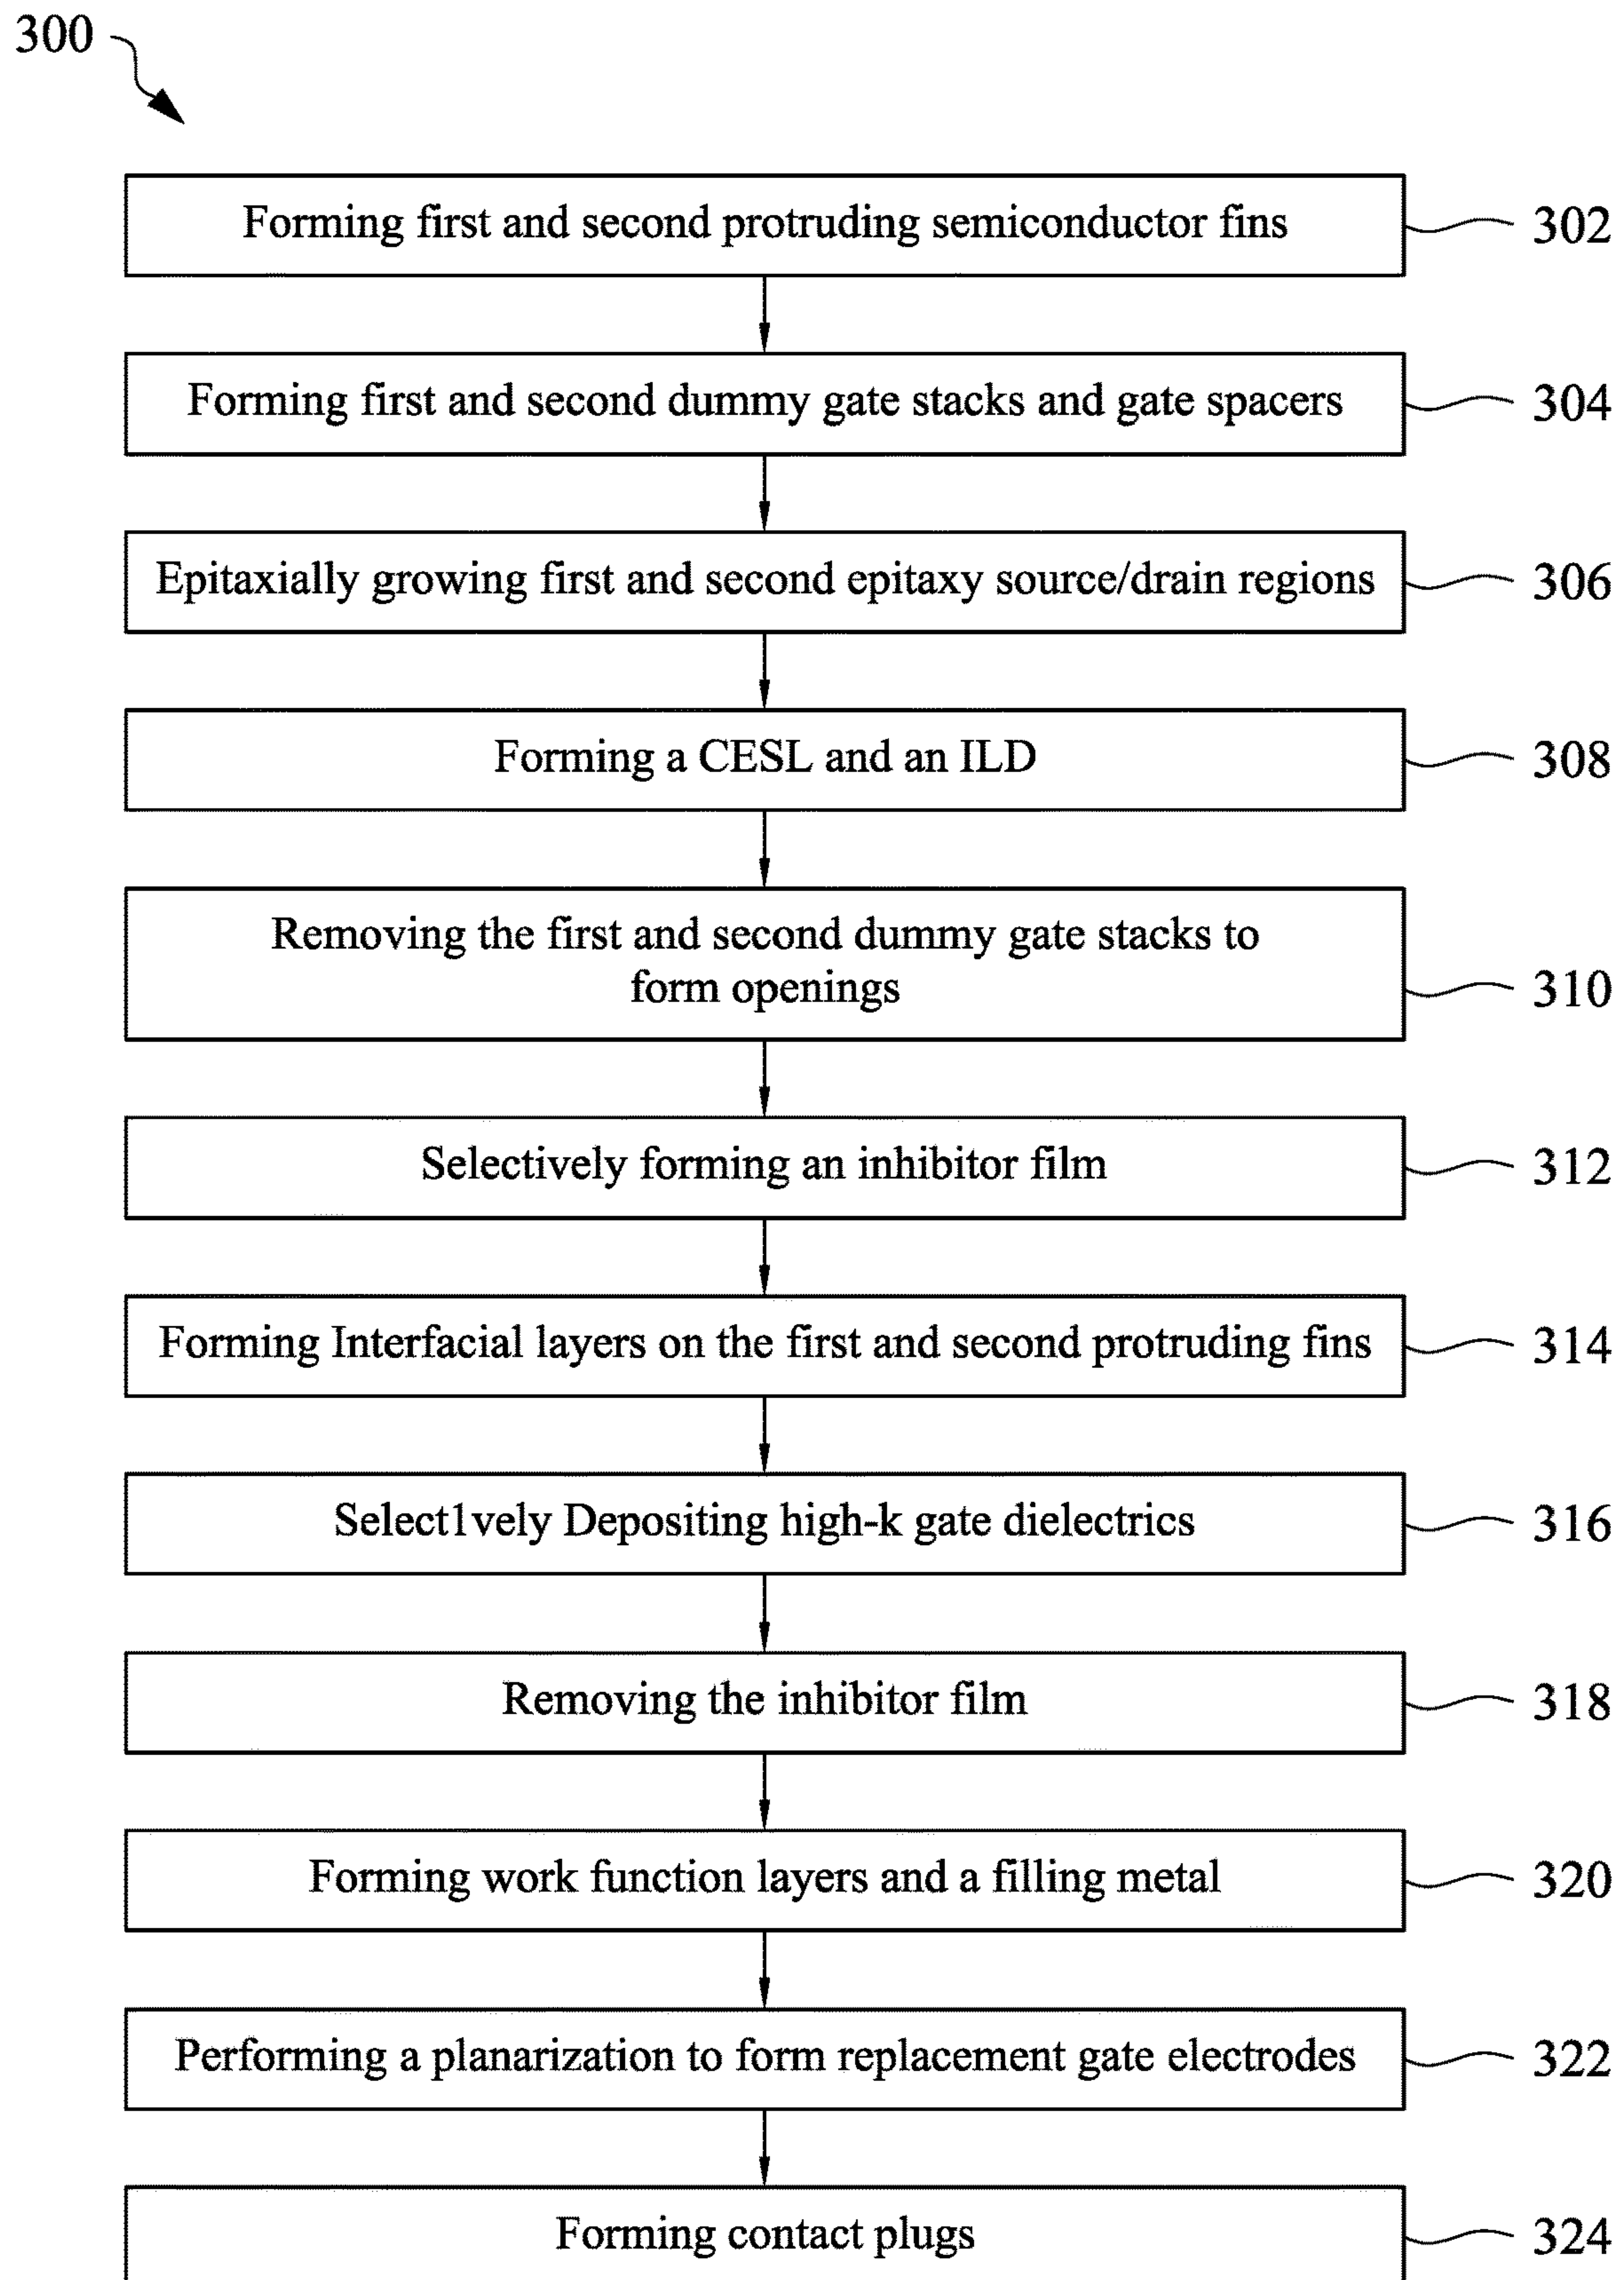 300
Forming first and second protruding semiconductor fins
302
Forming first and second dummy gate stacks and gate spacers
304
Epitaxially growing first and second epitaxy source/drain regions
306
Forming a CESL and an ILD
308
Removing the first and second dummy gate stacks to
form openings
310
Selectively forming an inhibitor film
312
Forming Interfacial layers on the first and second protruding fins
314
Select1vely Depositing high-k gate dielectrics
316
Removing the inhibitor film
318
Forming work function layers and a filling metal
320
Performing a planarization to form replacement gate electrodes
322
Forming contact plugs
324